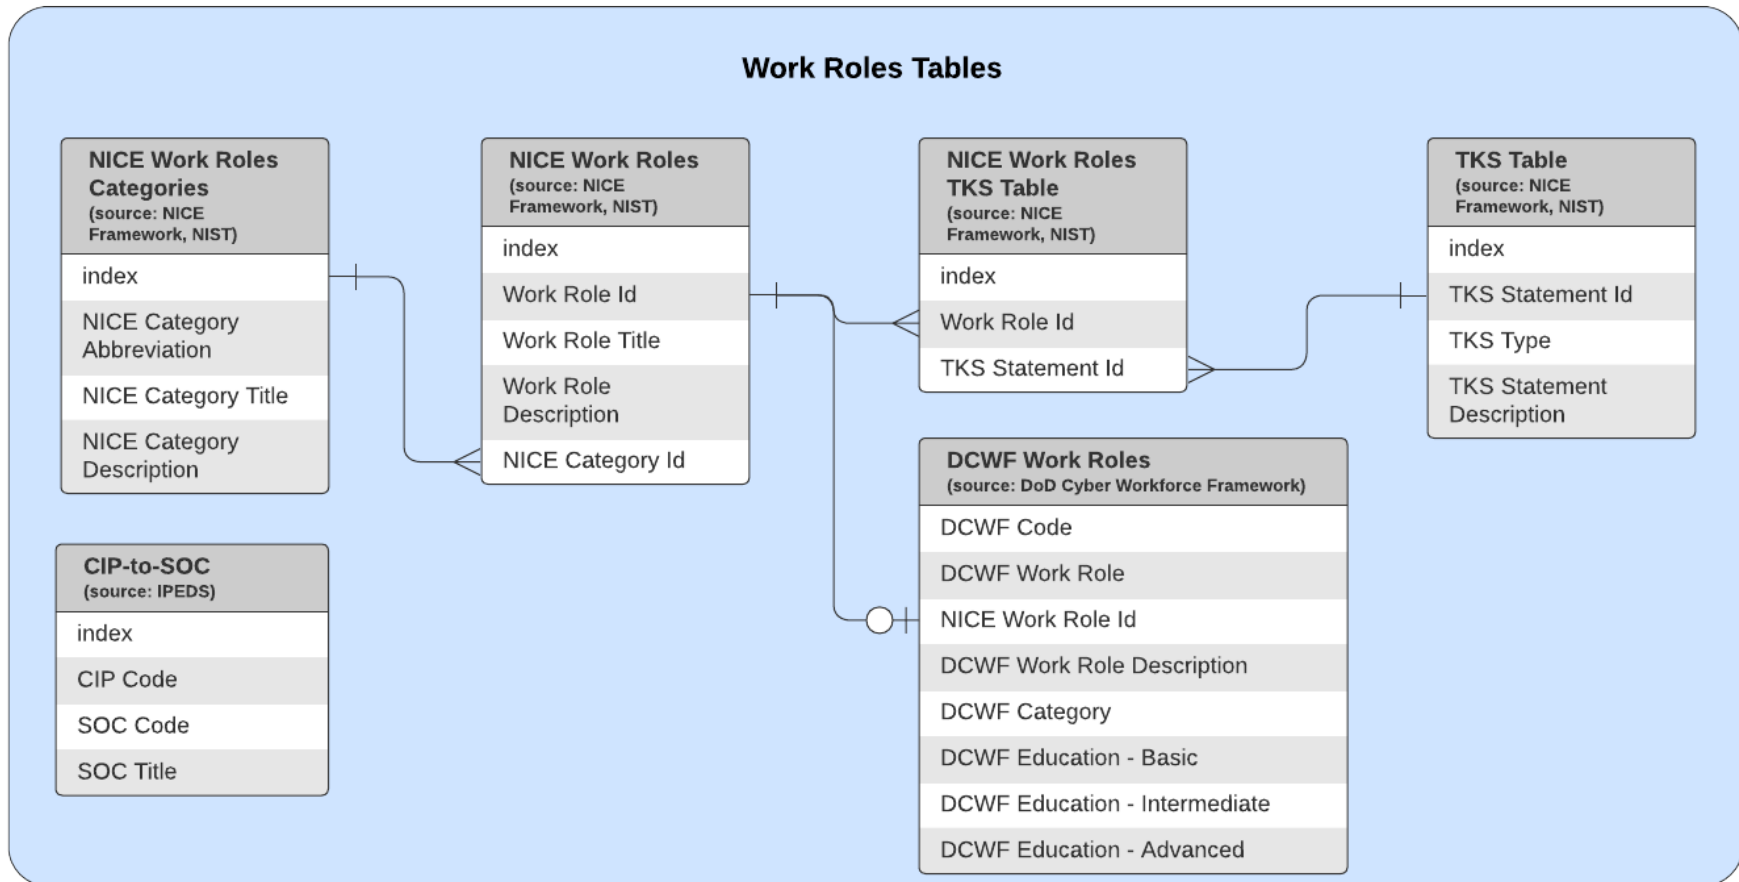 Work Roles Tables
NICE Work Roles
Categories
(source: NICE
Framework, NIST)
index
NICE Category
Abbreviation
NICE Category Title
NICE Category
Description
NICE Work Roles
(source: NICE
Framework, NIST)
index
Work Role Id
Work Role Title
Work Role
Description
NICE Category Id
NICE Work Roles
TKS Table
(source: NICE
Framework, NIST)
index
Work Role Id
TKS Statement Id
TKS Table
(source: NICE
Framework, NIST)
index
TKS Statement Id
TKS Type
TKS Statement
Description
CIP-to-SOC
(source: IPEDS)
index
CIP Code
SOC Code
SOC Title
DCWF Work Roles
(source: DoD Cyber Workforce Framework)
DCWF Code
DCWF Work Role
NICE Work Role Id
DCWF Work Role Description
DCWF Category
DCWF Education - Basic
DCWF Education - Intermediate
DCWF Education - Advanced